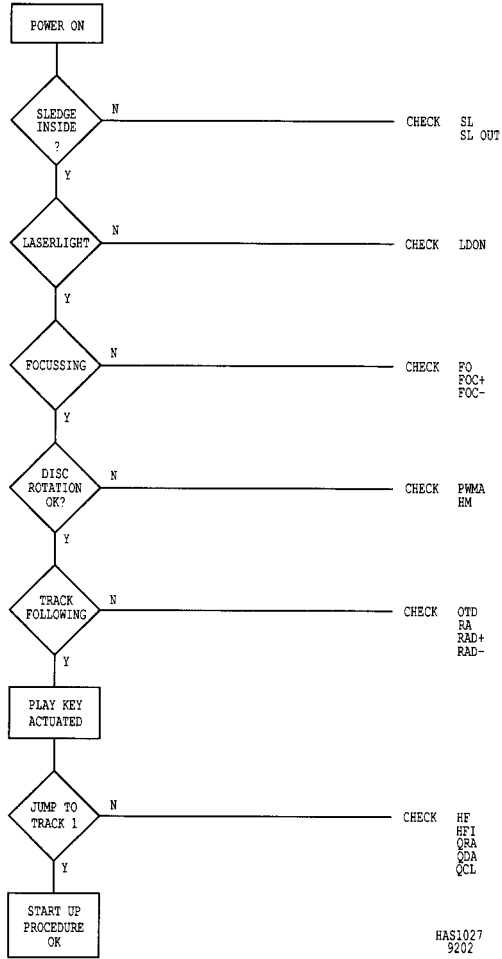 POWER ON
SLEDGE
INSIDE
?
N
CHECK SL
SL OUT
Y
LASERLIGHT
N
CHECK LDON
Y
FOCUSSING
N
CHECK FO
FOC+
FOC-
Y
DISC
ROTATION
OK?
N
CHECK PWMA
HM
Y
TRACK
FOLLOWING
N
CHECK OTD
RA
RAD+
RAD-
Y
PLAY KEY
ACTUATED
JUMP TO
TRACK 1
N
CHECK HF
HFI
QRA
QDA
QCL
Y
START UP
PROCEDURE
OK
HAS1027
9202